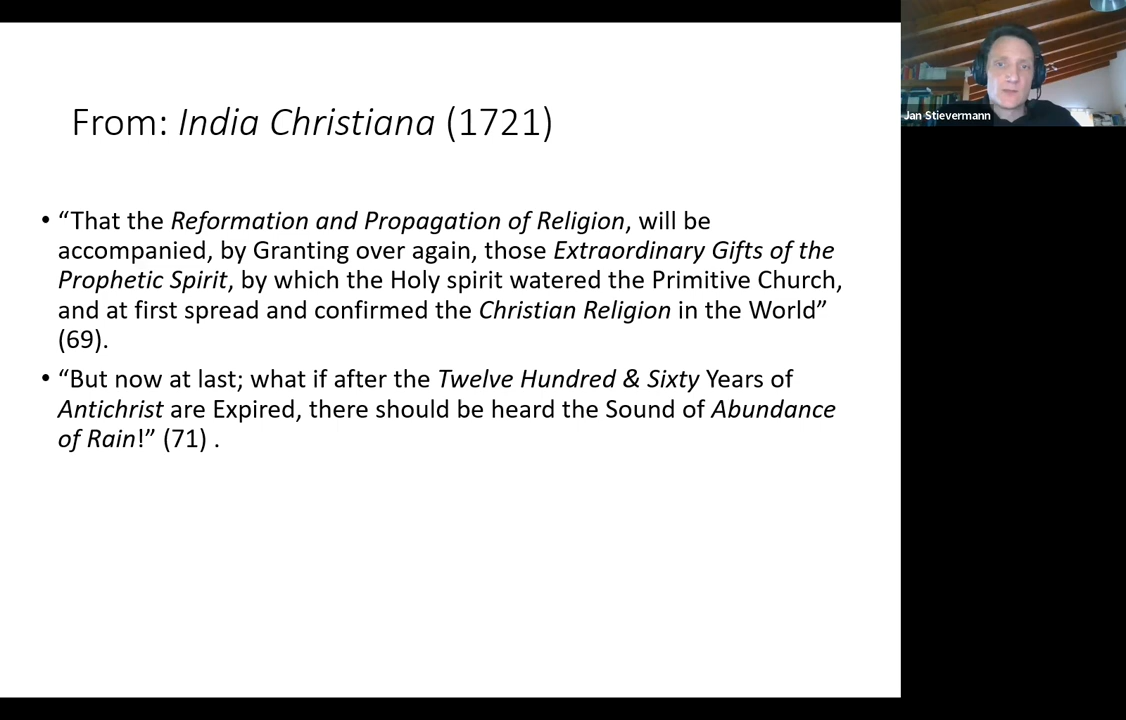 From: India Christiana (1721)
Jan Stievermann
• “That the Reformation and Propagation of Religion, will be
accompanied, by Granting over again, those Extraordinary Gifts of the
Prophetic Spirit, by which the Holy spirit watered the Primitive Church,
and at first spread and confirmed the Christian Religion in the World”
(69).
• “But now at last; what if after the Twelve Hundred & Sixty Years of
Antichrist are Expired, there should be heard the Sound of Abundance
of Rain!” (71) .